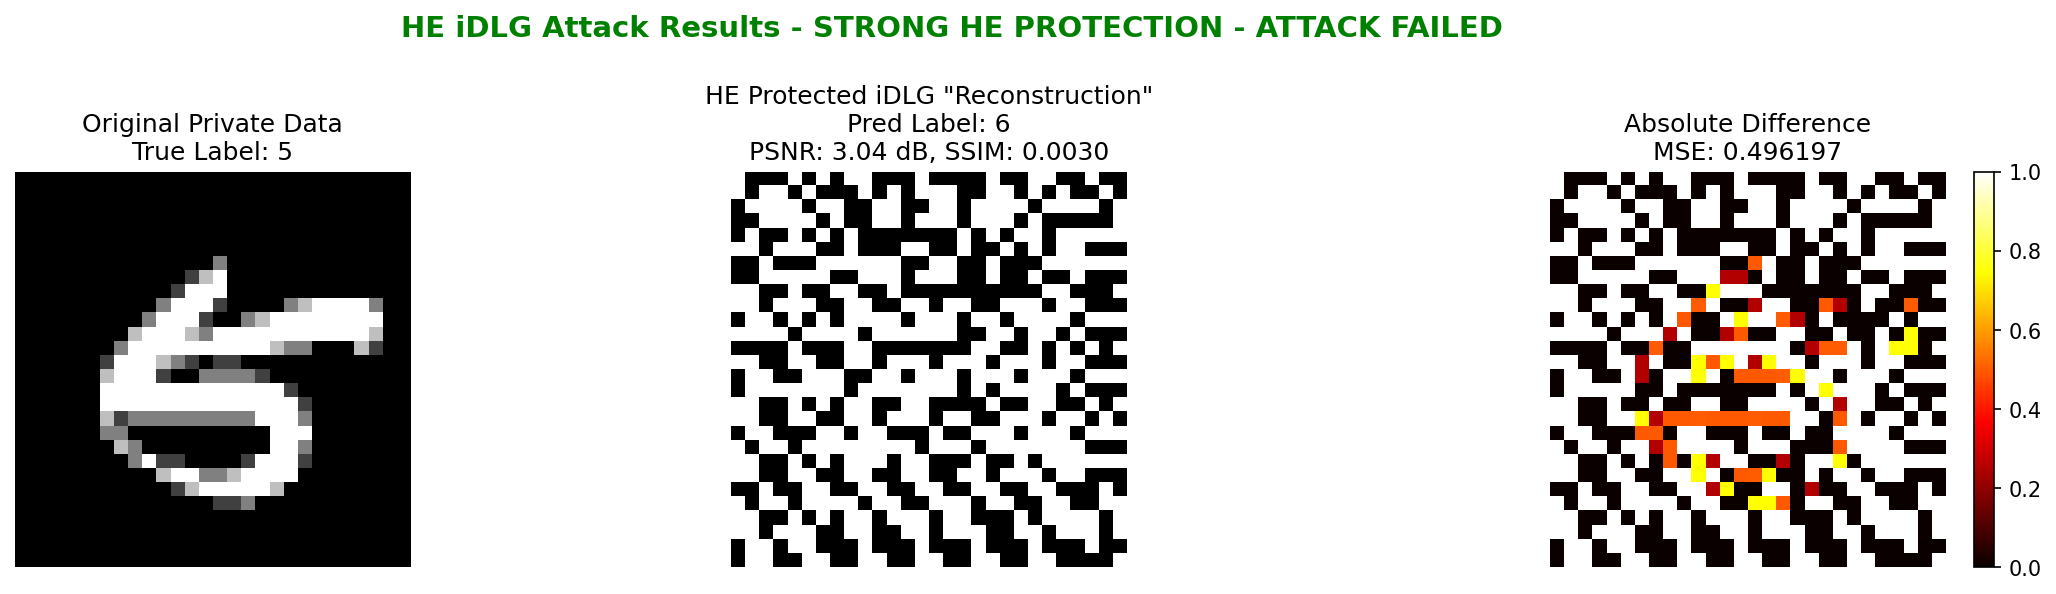 HE iDLG Attack Results - STRONG HE PROTECTION - ATTACK FAILED
Original Private Data
True Label: 5
HE Protected iDLG "Reconstruction"
Pred Label: 6
PSNR: 3.04 dB, SSIM: 0.0030
Absolute Difference
MSE: 0.496197
1.0
0.8
0.6
0.4
0.2
0.0